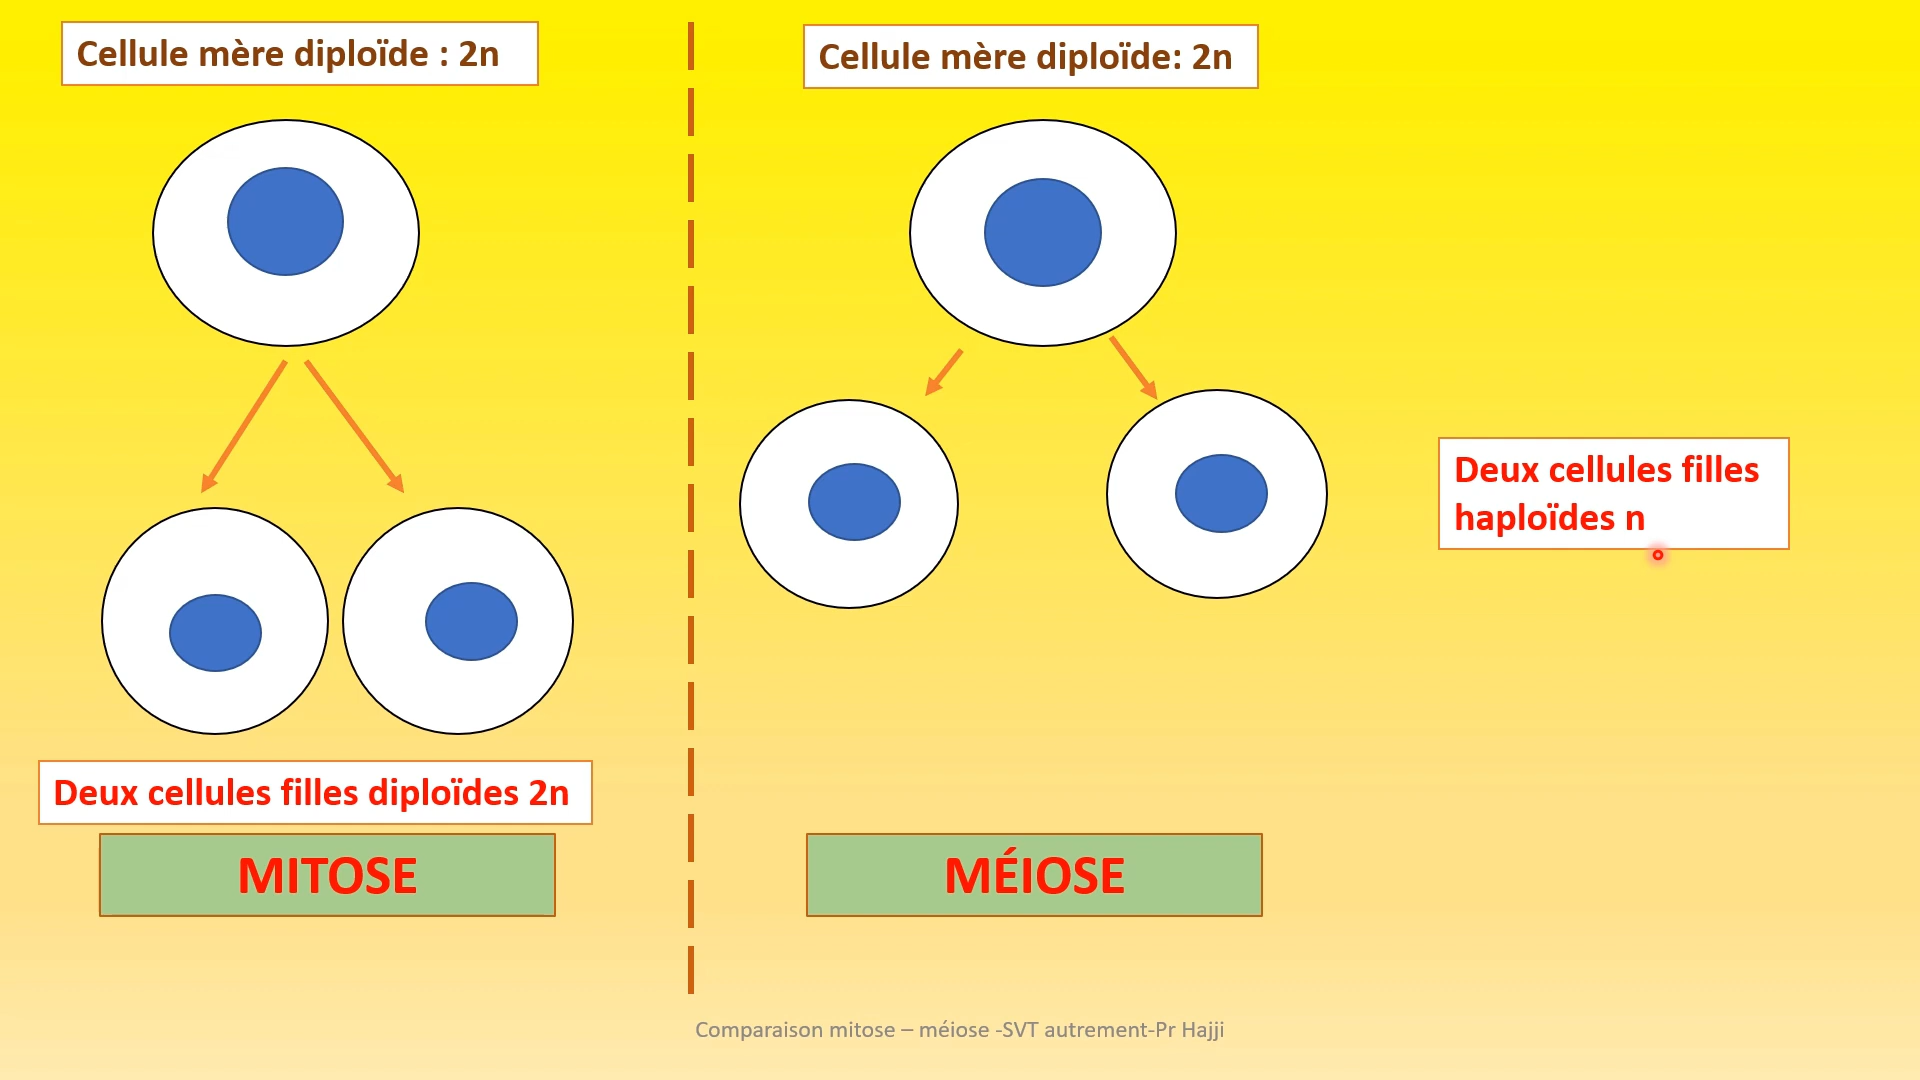 Cellule mère diploïde : 2n
Deux cellules filles diploïdes 2n
MITOSE
Cellule mère diploïde: 2n
Deux cellules filles
haploïdes n
MÉIOSE
Comparaison mitose – méiose -SVT autrement-Pr Hajji